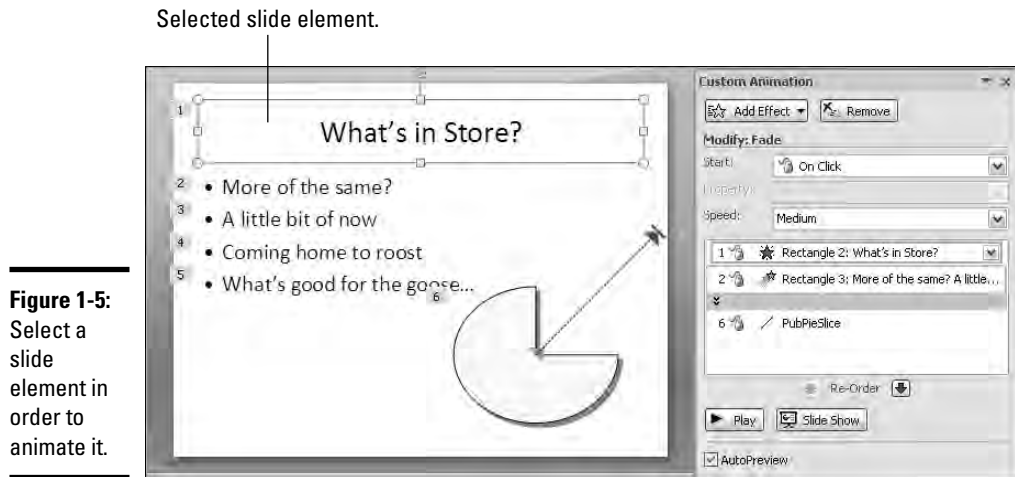 Selected slide element.
1
What's in Store?
2
• More of the same?
3
• A little bit of now
4
• Coming home to roost
5
• What's good for the goose...
6
Custom Animation
Add Effect
Remove
Modify: Fade
Start:
On Click
Property:
Speed:
Medium
1 Rectangle 2: What's in Store?
2 Rectangle 3: More of the same? A little...
6 PubPieSlice
Re-Order
Play
Slide Show
AutoPreview
Figure 1-5:
Select a
slide
element in
order to
animate it.